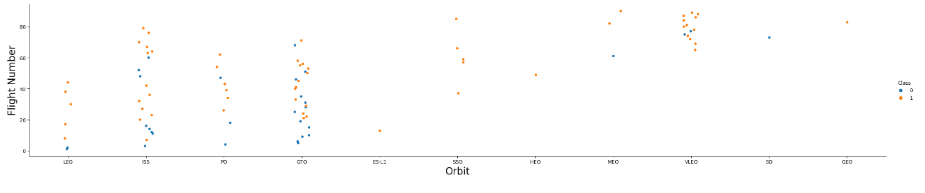 Flight Number
80
60
40
20
0
LEO ISS PO GTO ES-L1 SSO HEO MEO VLEO SO GEO
Orbit
Class
0
1